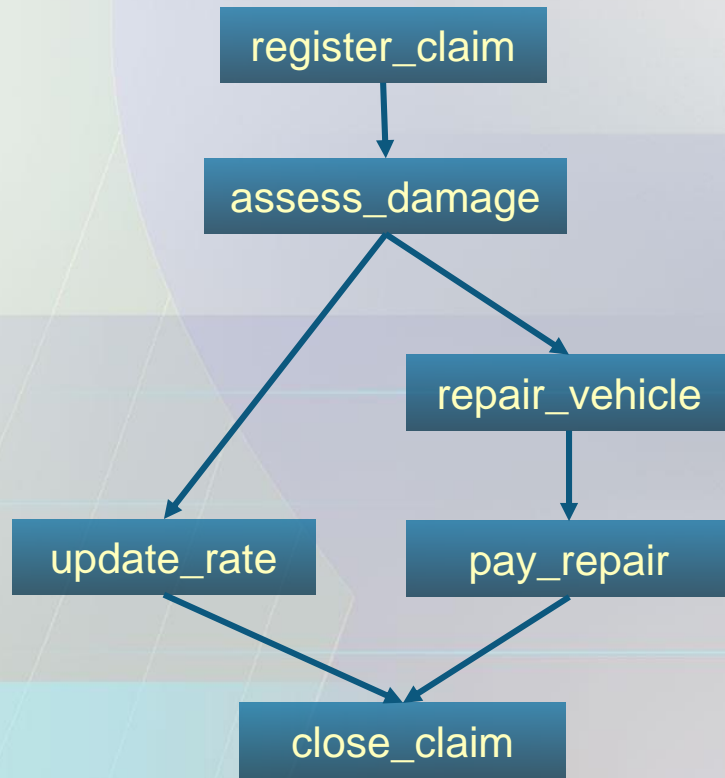 register_claim
assess_damage
repair_vehicle
update_rate
pay_repair
close_claim